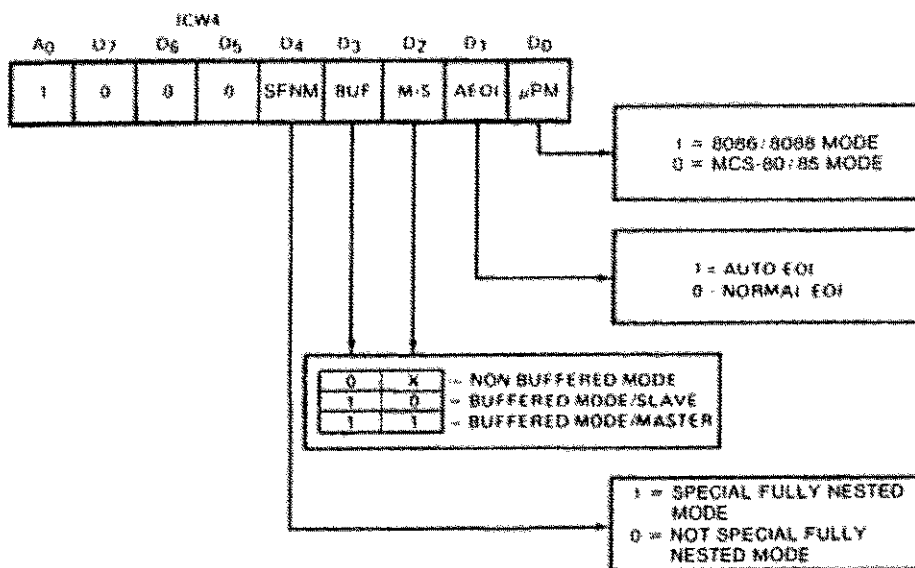 ICW4
A0 D7 D6 D5 D4 D3 D2 D1 D0
1 0 0 0 SFNM BUF M/S AEOI μPM
1 = 8086/8088 MODE
0 = MCS-80/85 MODE
1 = AUTO EOI
0 - NORMAL EOI
0 X - NON BUFFERED MODE
1 0 - BUFFERED MODE/SLAVE
1 1 - BUFFERED MODE/MASTER
1 = SPECIAL FULLY NESTED
MODE
0 = NOT SPECIAL FULLY
NESTED MODE